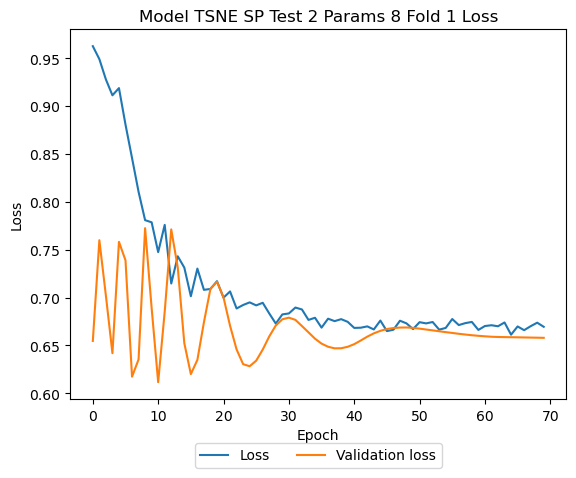 Model TSNE SP Test 2 Params 8 Fold 1 Loss
0.95
0.90
0.85
0.80
0.75
0.70
0.65
0.60
Loss
0 10 20 30 40 50 60 70
Epoch
Loss Validation loss